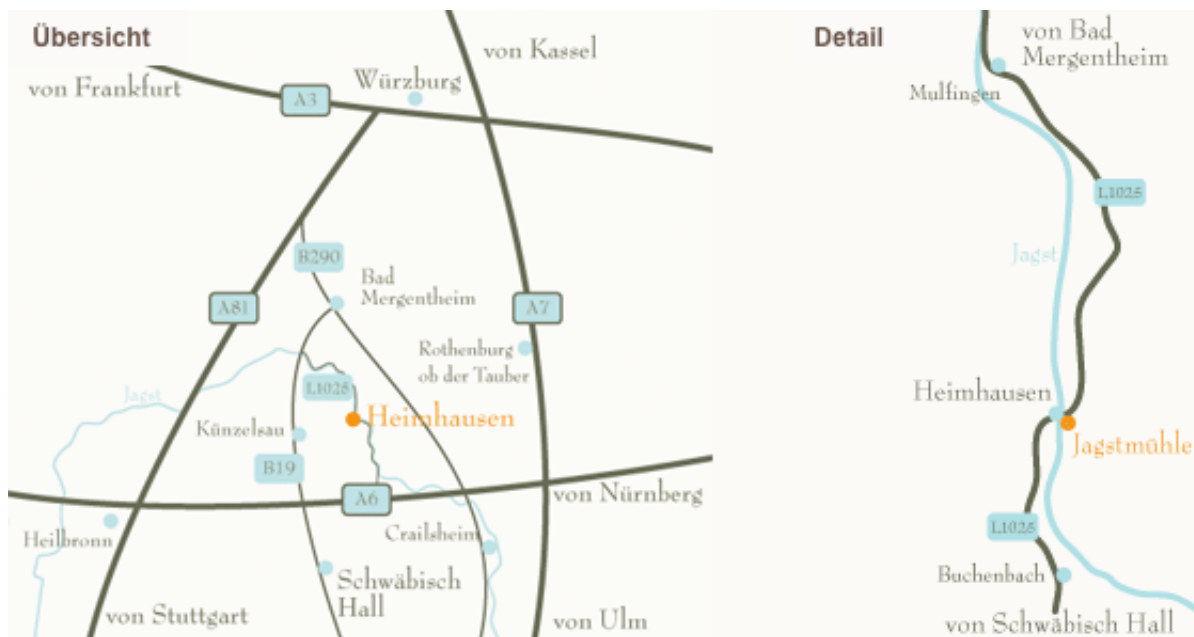 Übersicht
von Kassel
von Frankfurt
Würzburg
A3
B290
Bad
Mergentheim
A81
A7
Rothenburg
ob der Tauber
Jagst
L1025
Heimhausen
Künzelsau
B19
A6
von Nürnberg
Heilbronn
Crailsheim
Schwäbisch
Hall
von Stuttgart
von Ulm
Detail
von Bad
Mergentheim
Mulfingen
L1025
Jagst
Heimhausen
Jagstmühle
L1025
Buchenbach
von Schwäbisch Hall